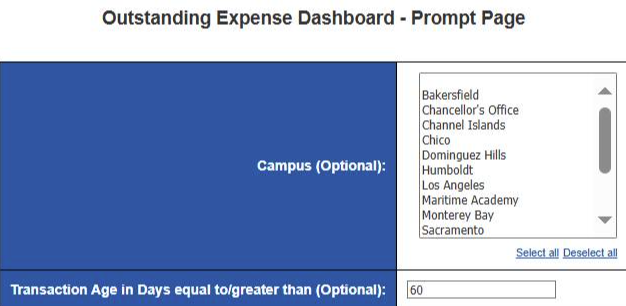 Outstanding Expense Dashboard - Prompt Page
Campus (Optional):
Bakersfield
Chancellor's Office
Channel Islands
Chico
Dominguez Hills
Humboldt
Los Angeles
Maritime Academy
Monterey Bay
Sacramento
Select all Deselect all
Transaction Age in Days equal to/greater than (Optional): 60